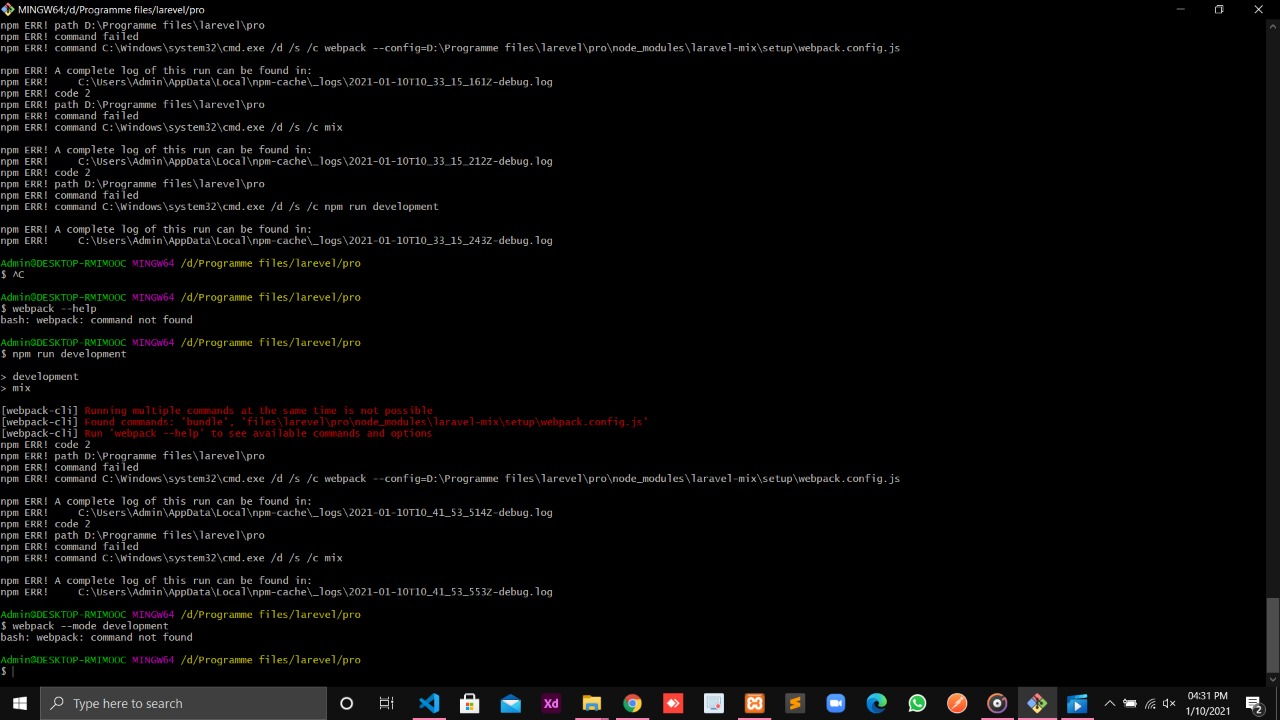 MINGW64:/d/Programme files/larevel/pro
npm ERR! path D:\Programme files\larevel\pro
npm ERR! command failed
npm ERR! command C:\Windows\system32\cmd.exe /d /s /c webpack --config=D:\Programme files\larevel\pro\node_modules\laravel-mix\setup\webpack.config.js
npm ERR! A complete log of this run can be found in:
npm ERR!     C:\Users\Admin\AppData\Local\npm-cache\_logs\2021-01-10T10_33_15_161Z-debug.log
npm ERR! code 2
npm ERR! path D:\Programme files\larevel\pro
npm ERR! command failed
npm ERR! command C:\Windows\system32\cmd.exe /d /s /c mix
npm ERR! A complete log of this run can be found in:
npm ERR!     C:\Users\Admin\AppData\Local\npm-cache\_logs\2021-01-10T10_33_15_212Z-debug.log
npm ERR! code 2
npm ERR! path D:\Programme files\larevel\pro
npm ERR! command failed
npm ERR! command C:\Windows\system32\cmd.exe /d /s /c npm run development
npm ERR! A complete log of this run can be found in:
npm ERR!     C:\Users\Admin\AppData\Local\npm-cache\_logs\2021-01-10T10_33_15_243Z-debug.log
Admin@DESKTOP-RMIMOOC MINGW64 /d/Programme files/larevel/pro
$ ^C
Admin@DESKTOP-RMIMOOC MINGW64 /d/Programme files/larevel/pro
$ webpack --help
bash: webpack: command not found
Admin@DESKTOP-RMIMOOC MINGW64 /d/Programme files/larevel/pro
$ npm run development
> development
> mix
[webpack-cli] Running multiple commands at the same time is not possible
[webpack-cli] Found commands: 'bundle', 'files\larevel\pro\node_modules\laravel-mix\setup\webpack.config.js'
[webpack-cli] Run 'webpack --help' to see available commands and options
npm ERR! code 2
npm ERR! path D:\Programme files\larevel\pro
npm ERR! command failed
npm ERR! command C:\Windows\system32\cmd.exe /d /s /c webpack --config=D:\Programme files\larevel\pro\node_modules\laravel-mix\setup\webpack.config.js
npm ERR! A complete log of this run can be found in:
npm ERR!     C:\Users\Admin\AppData\Local\npm-cache\_logs\2021-01-10T10_41_53_514Z-debug.log
npm ERR! code 2
npm ERR! path D:\Programme files\larevel\pro
npm ERR! command failed
npm ERR! command C:\Windows\system32\cmd.exe /d /s /c mix
npm ERR! A complete log of this run can be found in:
npm ERR!     C:\Users\Admin\AppData\Local\npm-cache\_logs\2021-01-10T10_41_53_553Z-debug.log
Admin@DESKTOP-RMIMOOC MINGW64 /d/Programme files/larevel/pro
$ webpack --mode development
bash: webpack: command not found
Admin@DESKTOP-RMIMOOC MINGW64 /d/Programme files/larevel/pro
$
Type here to search
Xd
04:31 PM
1/10/2021
2